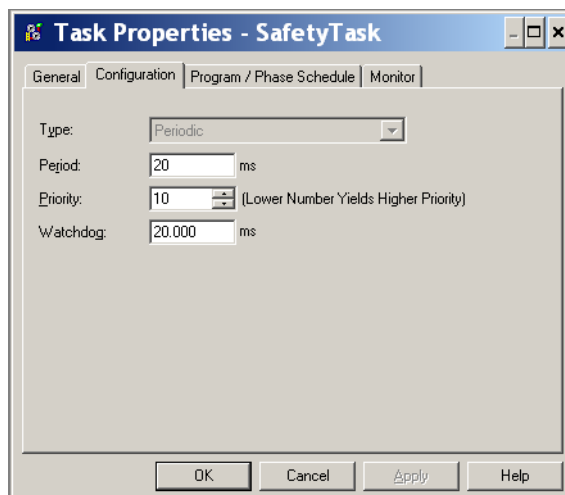 Task Properties - SafetyTask
General Configuration Program / Phase Schedule Monitor
Type: Periodic
Period: 20 ms
Priority: 10 (Lower Number Yields Higher Priority)
Watchdog: 20.000 ms
OK Cancel Apply Help